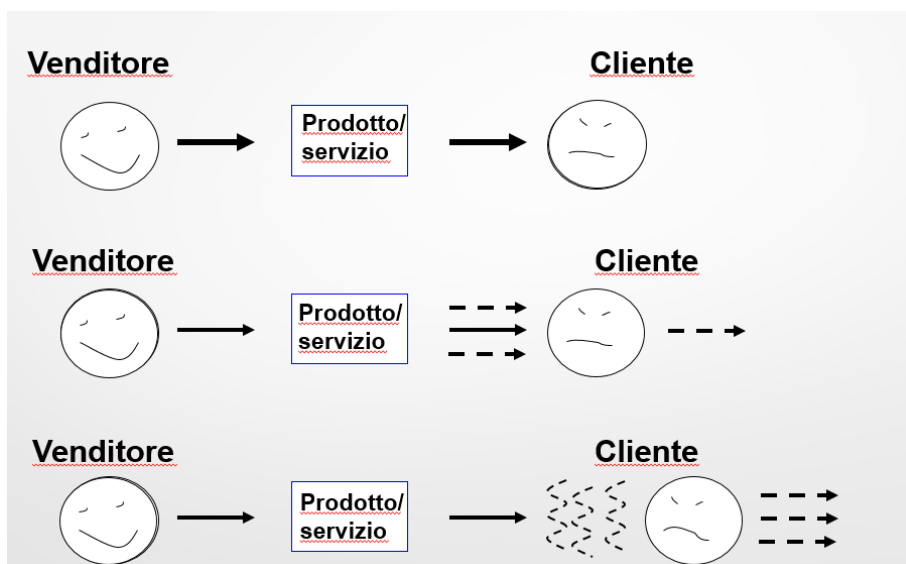 Venditore Cliente
Prodotto/
servizio
Venditore Cliente
Prodotto/
servizio
Venditore Cliente
Prodotto/
servizio